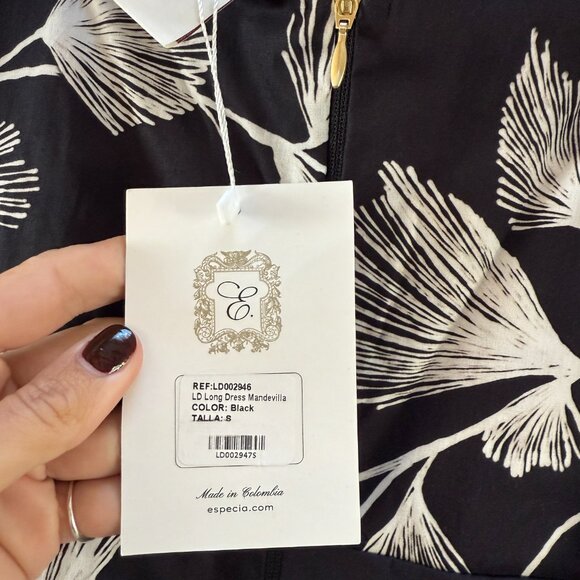 E.
REF:LD002946
LD Long Dress Mandevilla
COLOR: Black
TALLA: S
LD002947S
Made in Colombia
especia.com